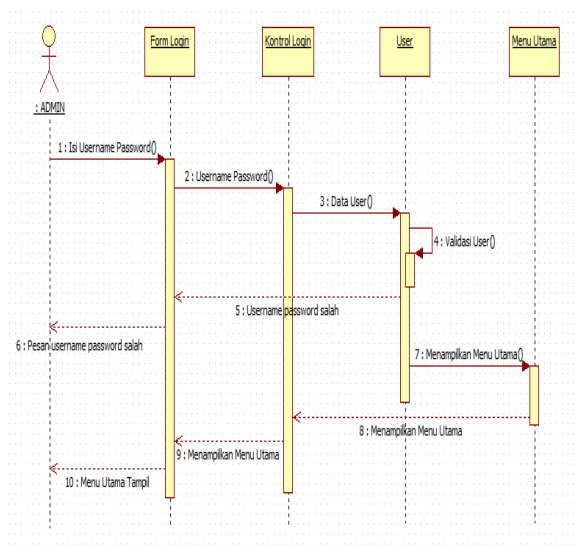 Form Login
Kontrol Login
User
Menu Utama
: ADMIN
1 : Isi Username Password()
2 : Username Password()
3 : Data User()
4 : Validasi User()
5 : Username password salah
6 : Pesan username password salah
7 : Menampilkan Menu Utama()
8 : Menampilkan Menu Utama
9 : Menampilkan Menu Utama
10 : Menu Utama Tampil